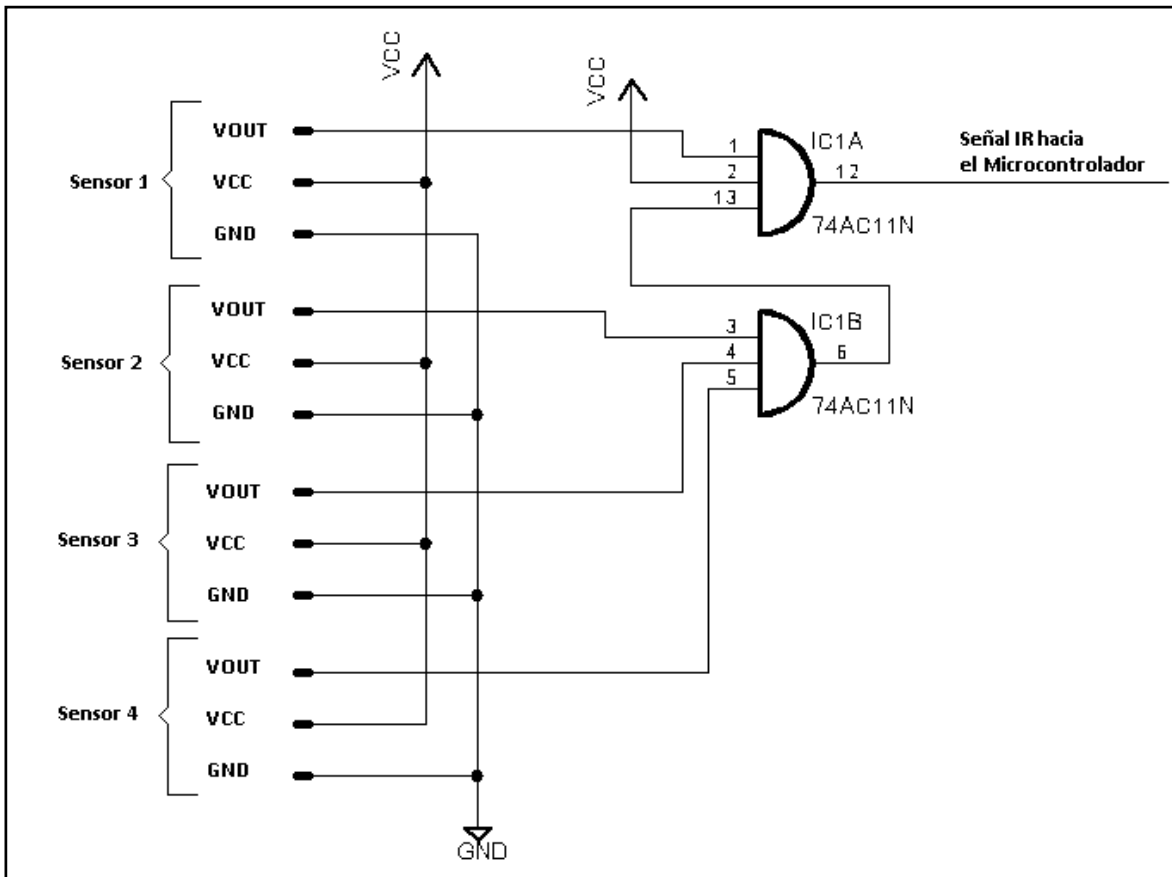 VCC
VCC
Sensor 1
VOUT
VCC
GND
1
2
13
IC1A
12
74AC11N
Señal IR hacia
el Microcontrolador
Sensor 2
VOUT
VCC
GND
3
4
5
IC1B
6
74AC11N
Sensor 3
VOUT
VCC
GND
Sensor 4
VOUT
VCC
GND
GND